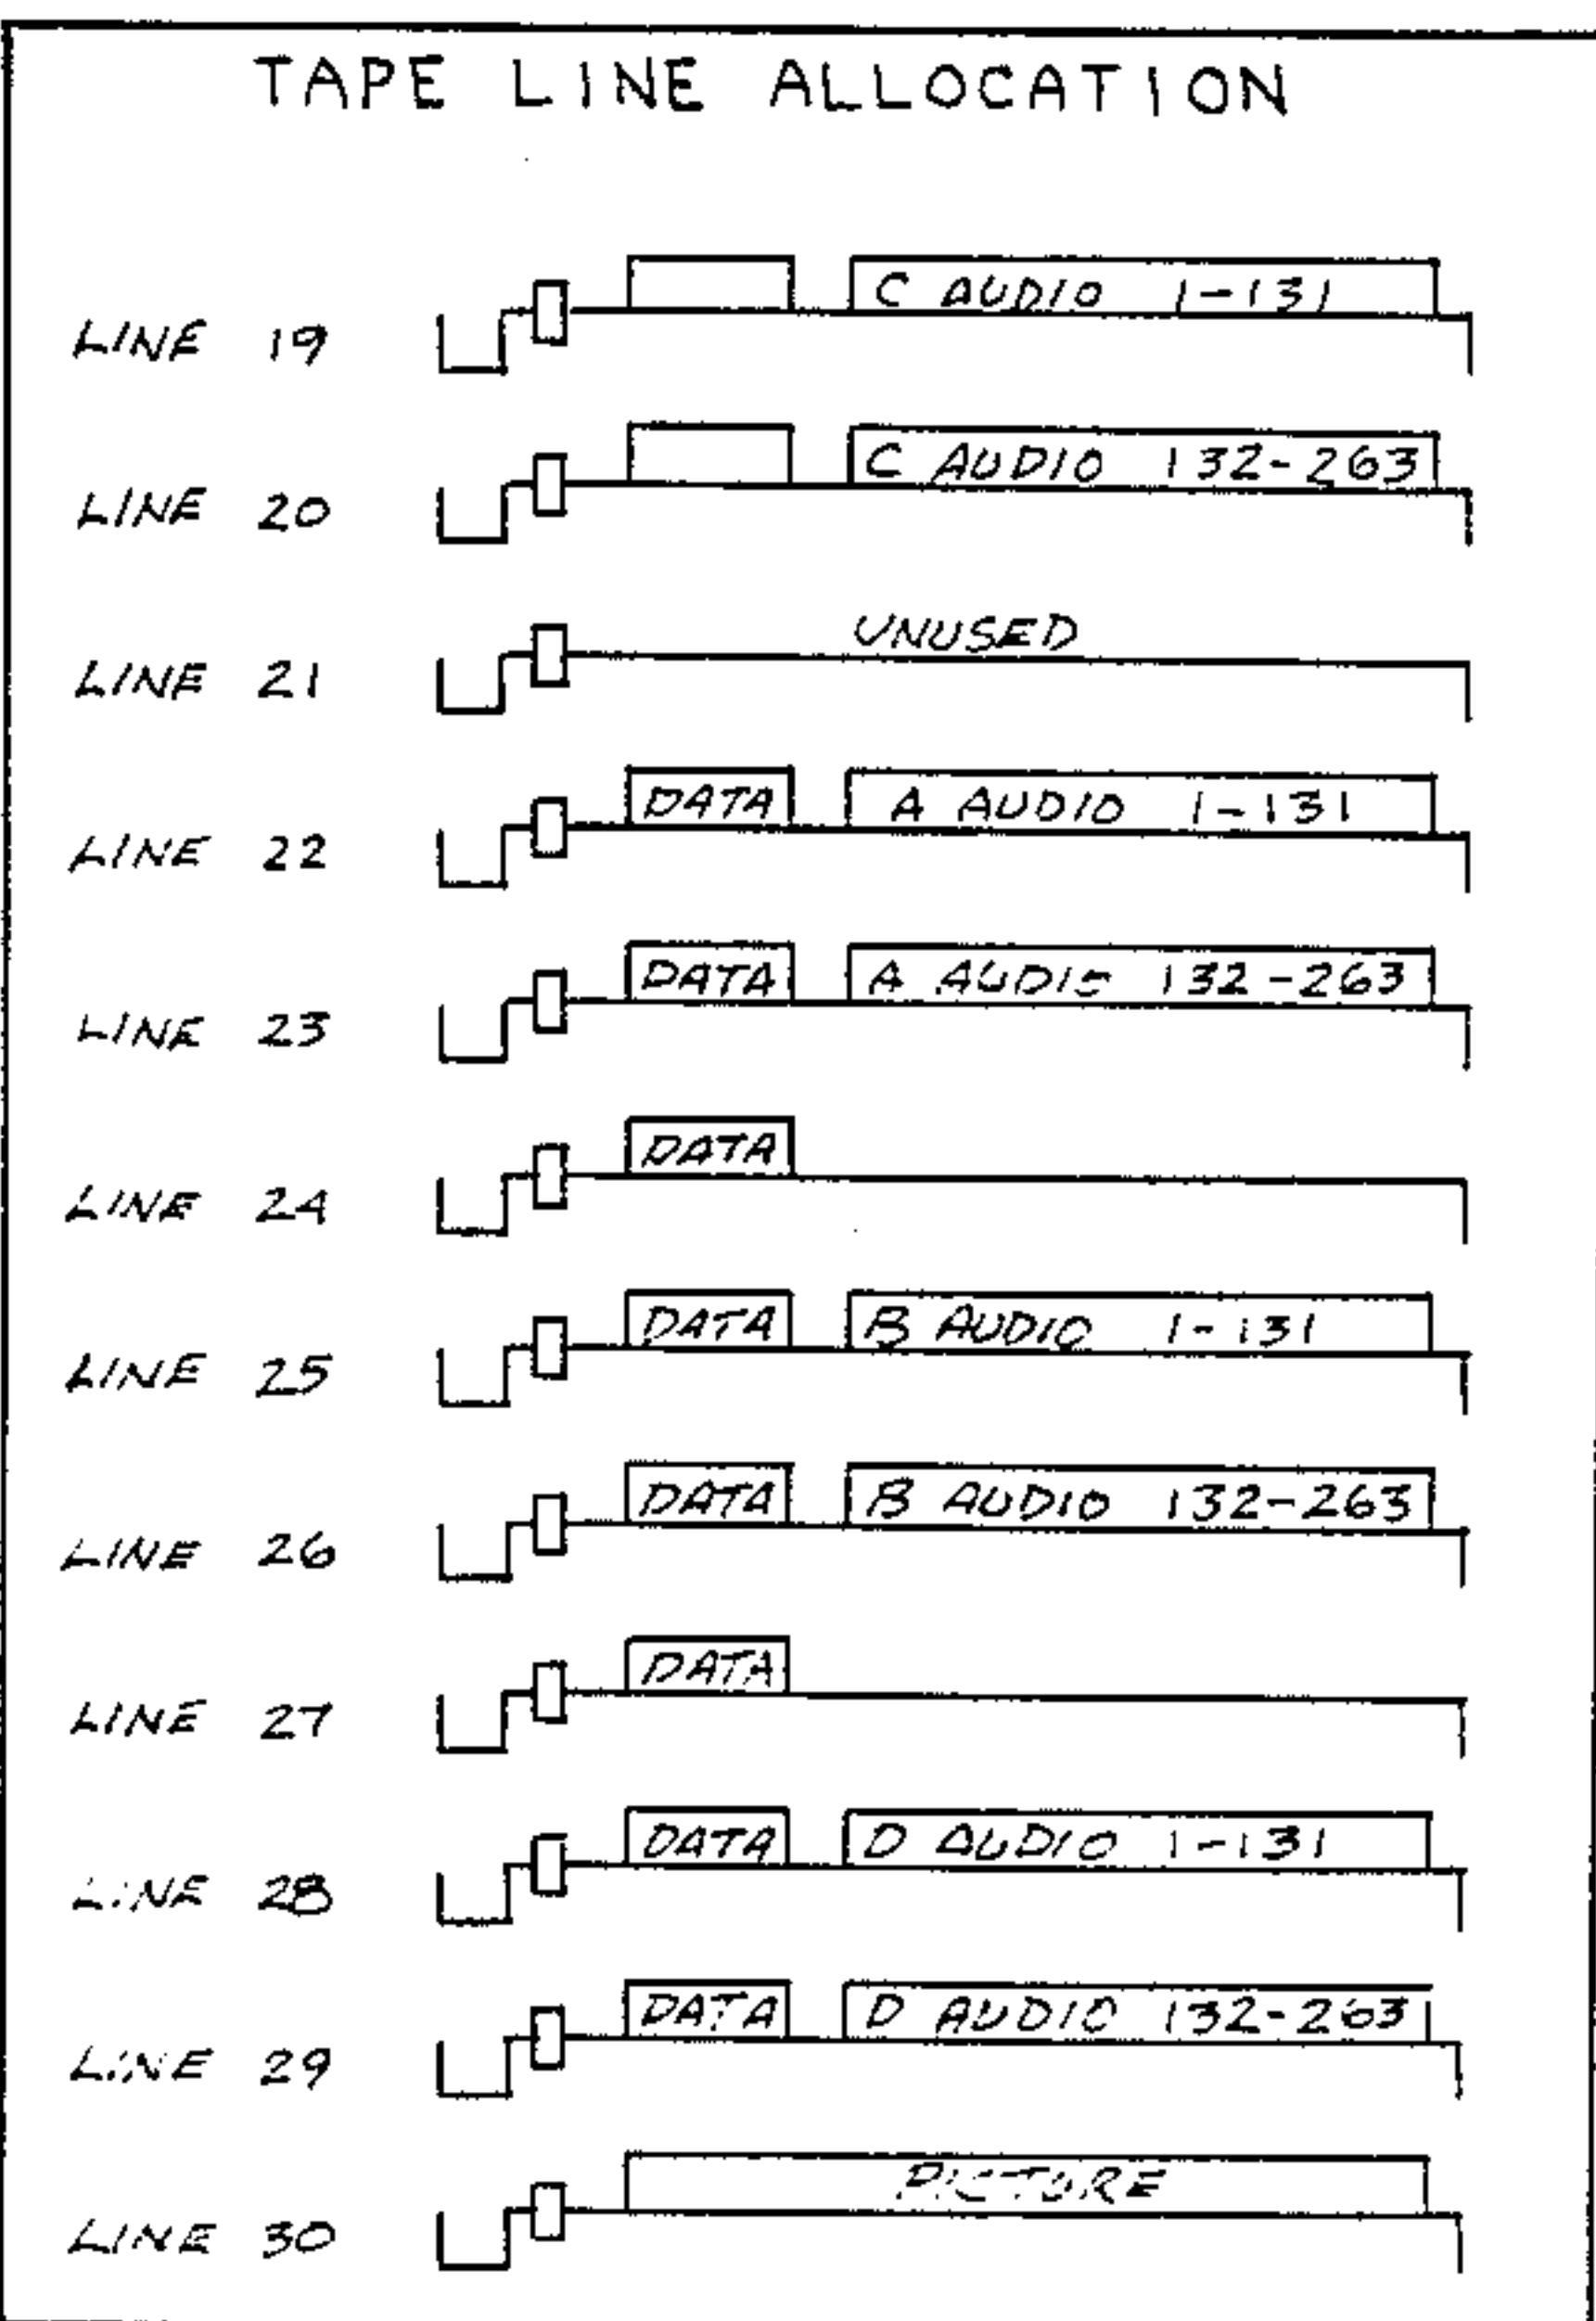 TAPE LINE ALLOCATION
LINE 19 C AUDIO 1-131
LINE 20 C AUDIO 132-263
LINE 21 UNUSED
LINE 22 DATA A AUDIO 1-131
LINE 23 DATA A AUDIO 132-263
LINE 24 DATA
LINE 25 DATA B AUDIO 1-131
LINE 26 DATA B AUDIO 132-263
LINE 27 DATA
LINE 28 DATA D AUDIO 1-131
LINE 29 DATA D AUDIO 132-263
LINE 30 PICTURE